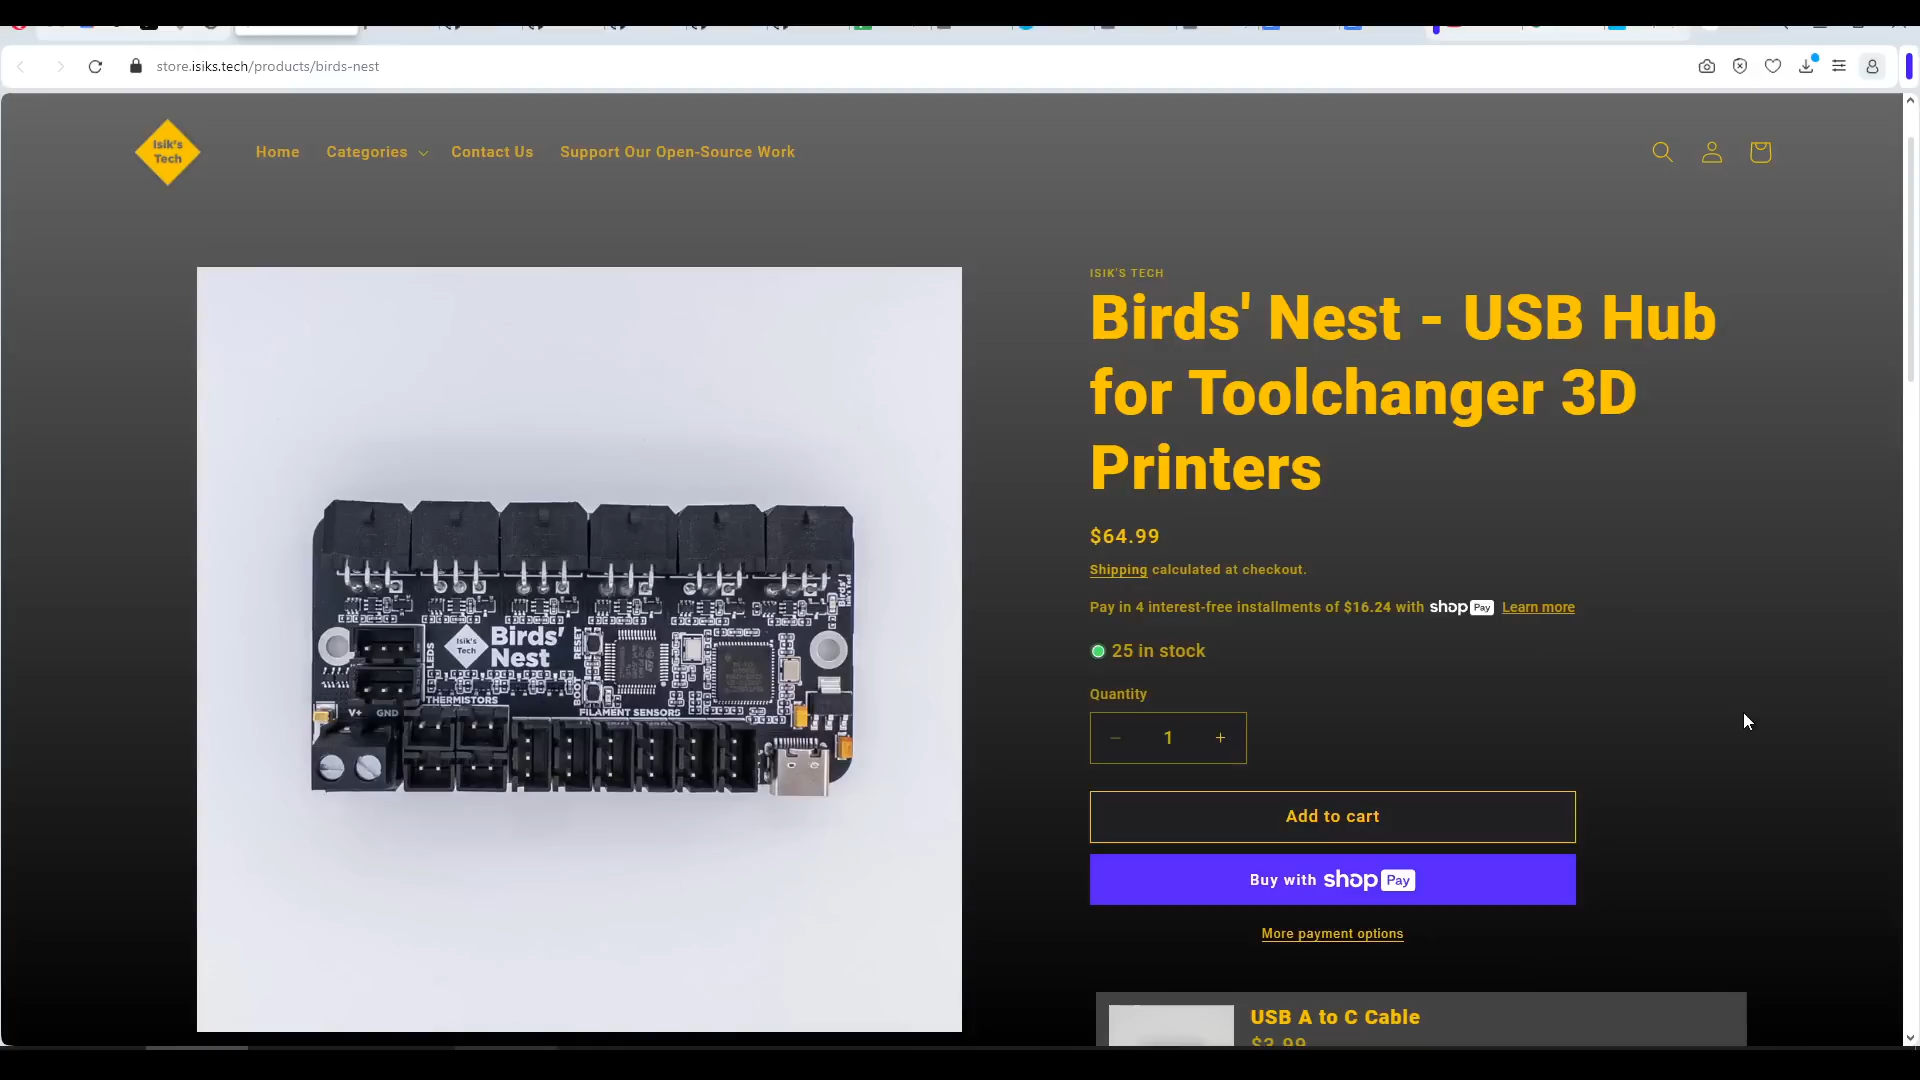 store.isiks.tech/products/birds-nest
Isik's
Tech
Home
Categories
Contact Us
Support Our Open-Source Work
ISIK'S TECH
Birds' Nest - USB Hub
for Toolchanger 3D
Printers
$64.99
Shipping calculated at checkout.
Pay in 4 interest-free installments of $16.24 with shop Pay Learn more
25 in stock
Quantity
1
Add to cart
Buy with shop Pay
More payment options
USB A to C Cable
$3.99
Isik's
Tech
Birds'
Nest
RESET
LEDS
BOOT
THERMISTORS
FILAMENT SENSORS
V+ GND